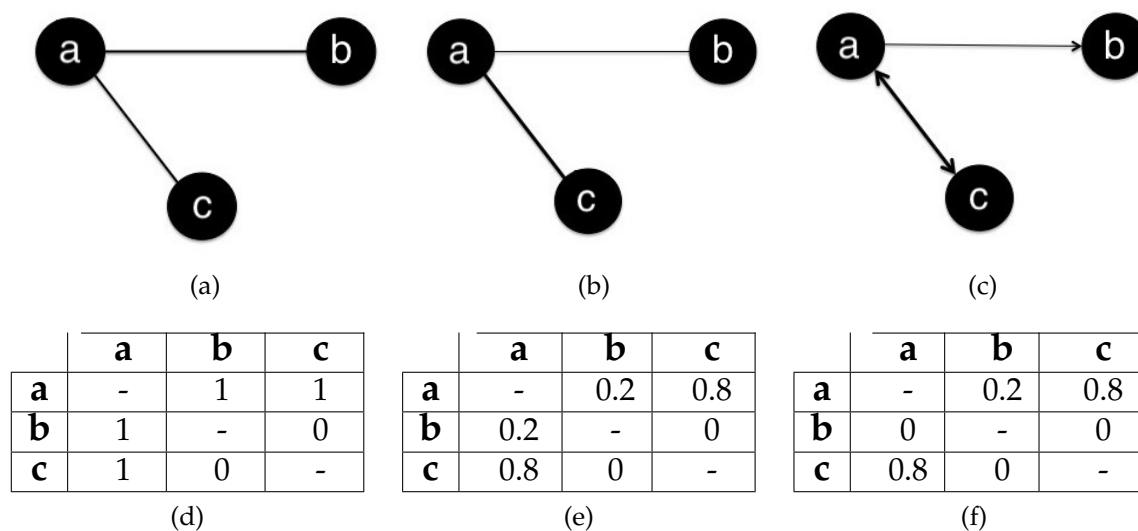 a b a b a b
c c c
(a) (b) (c)
a b c a b c a b c
a - 1 1 a - 0.2 0.8 a - 0.2 0.8
b 1 - 0 b 0.2 - 0 b 0 - 0
c 1 0 - c 0.8 0 - c 0.8 0 -
(d) (e) (f)